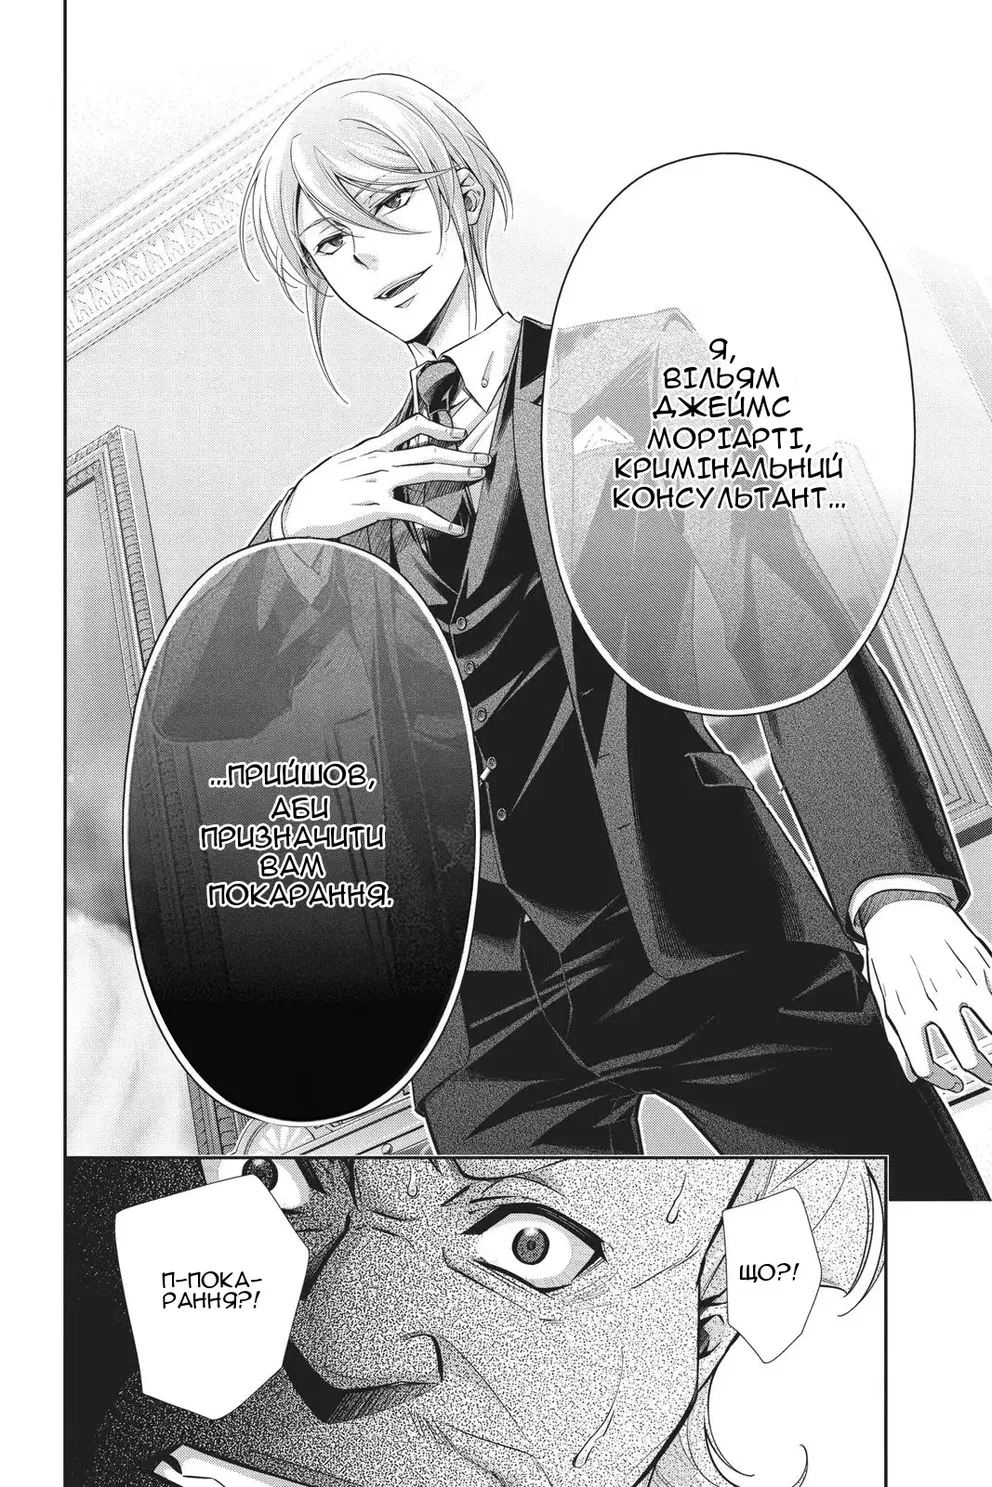 Я,
ВІЛЬЯМ
ДЖЕЙМС
МОРІАРТІ,
КРИМІНАЛЬНИЙ
КОНСУЛЬТАНТ...
...ПРИЙШОВ,
АБИ
ПРИЗНАЧИТИ
ВАМ
ПОКАРАННЯ.
ЩО?!
П-ПОКА-
РАННЯ?!